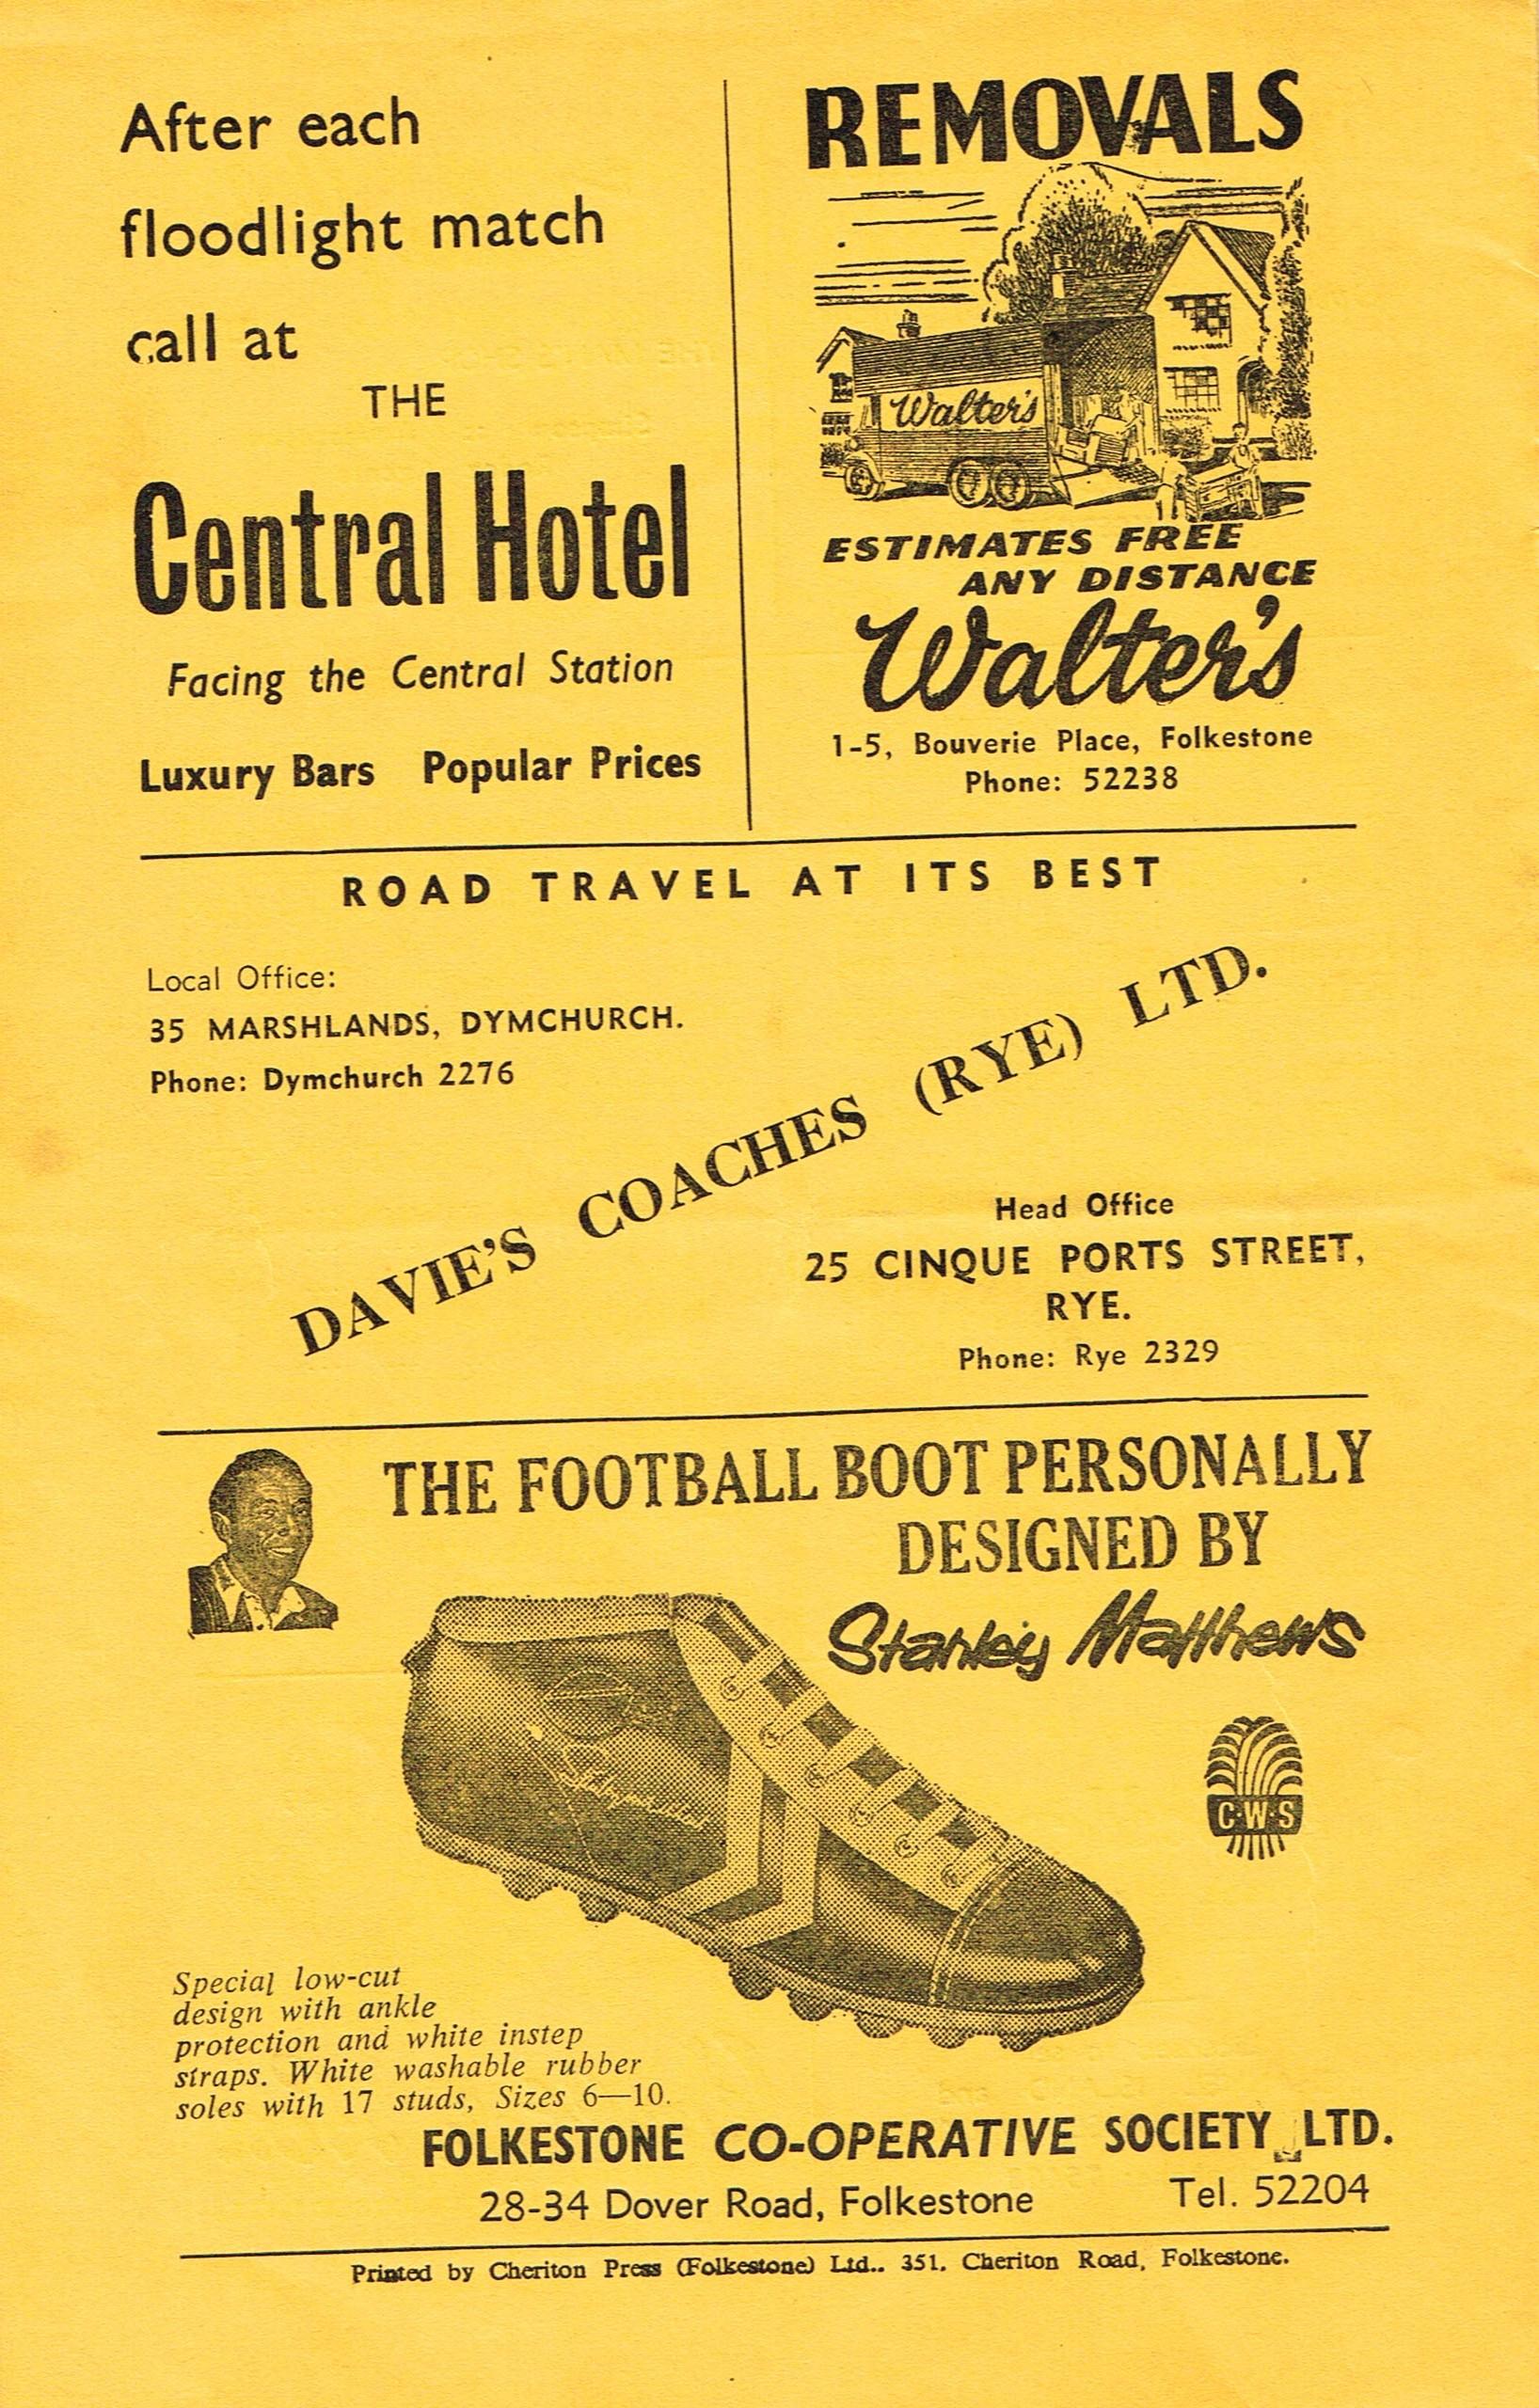 After each
floodlight match
call at
THE
Central Hotel
Facing the Central Station
Luxury Bars Popular Prices
REMOVALS
Walter's
ESTIMATES FREE
ANY DISTANCE
Walter's
1-5, Bouverie Place, Folkestone
Phone: 52238
ROAD TRAVEL AT ITS BEST
Local Office:
35 MARSHLANDS, DYMCHURCH.
Phone: Dymchurch 2276
DAVIE'S COACHES (RYE) LTD.
Head Office
25 CINQUE PORTS STREET,
RYE.
Phone: Rye 2329
THE FOOTBALL BOOT PERSONALLY
DESIGNED BY
Stanley Matthews
C·W·S
Special low-cut
design with ankle
protection and white instep
straps. White washable rubber
soles with 17 studs, Sizes 6—10.
FOLKESTONE CO-OPERATIVE SOCIETY LTD.
28-34 Dover Road, Folkestone Tel. 52204
Printed by Cheriton Press (Folkestone) Ltd.. 351. Cheriton Road, Folkestone.